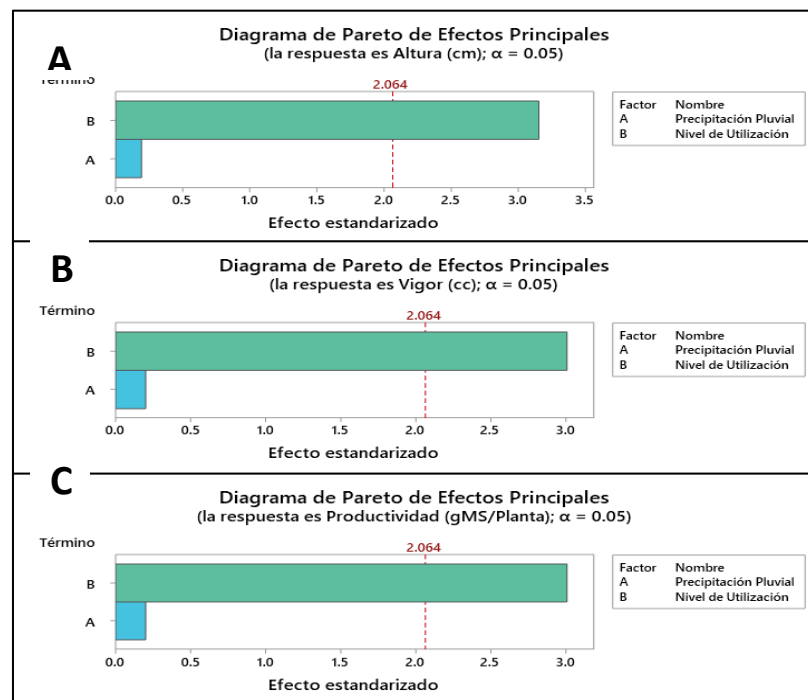 A
Diagrama de Pareto de Efectos Principales
(la respuesta es Altura (cm); α = 0.05)
Término
2.064
B
A
0.0 0.5 1.0 1.5 2.0 2.5 3.0 3.5
Efecto estandarizado
Factor Nombre
A Precipitación Pluvial
B Nivel de Utilización
B
Diagrama de Pareto de Efectos Principales
(la respuesta es Vigor (cc); α = 0.05)
Término
2.064
B
A
0.0 0.5 1.0 1.5 2.0 2.5 3.0
Efecto estandarizado
Factor Nombre
A Precipitación Pluvial
B Nivel de Utilización
C
Diagrama de Pareto de Efectos Principales
(la respuesta es Productividad (gMS/Planta); α = 0.05)
Término
2.064
B
A
0.0 0.5 1.0 1.5 2.0 2.5 3.0
Efecto estandarizado
Factor Nombre
A Precipitación Pluvial
B Nivel de Utilización